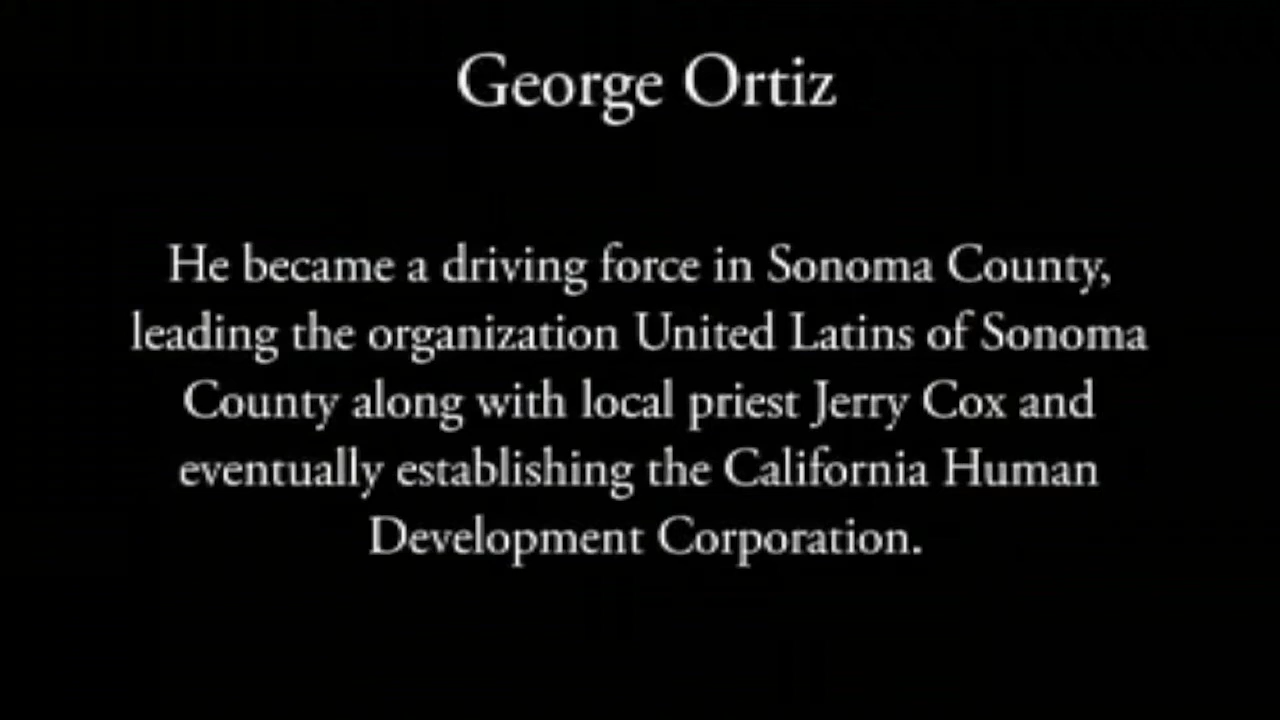 George Ortiz
He became a driving force in Sonoma County,
leading the organization United Latins of Sonoma
County along with local priest Jerry Cox and
eventually establishing the California Human
Development Corporation.